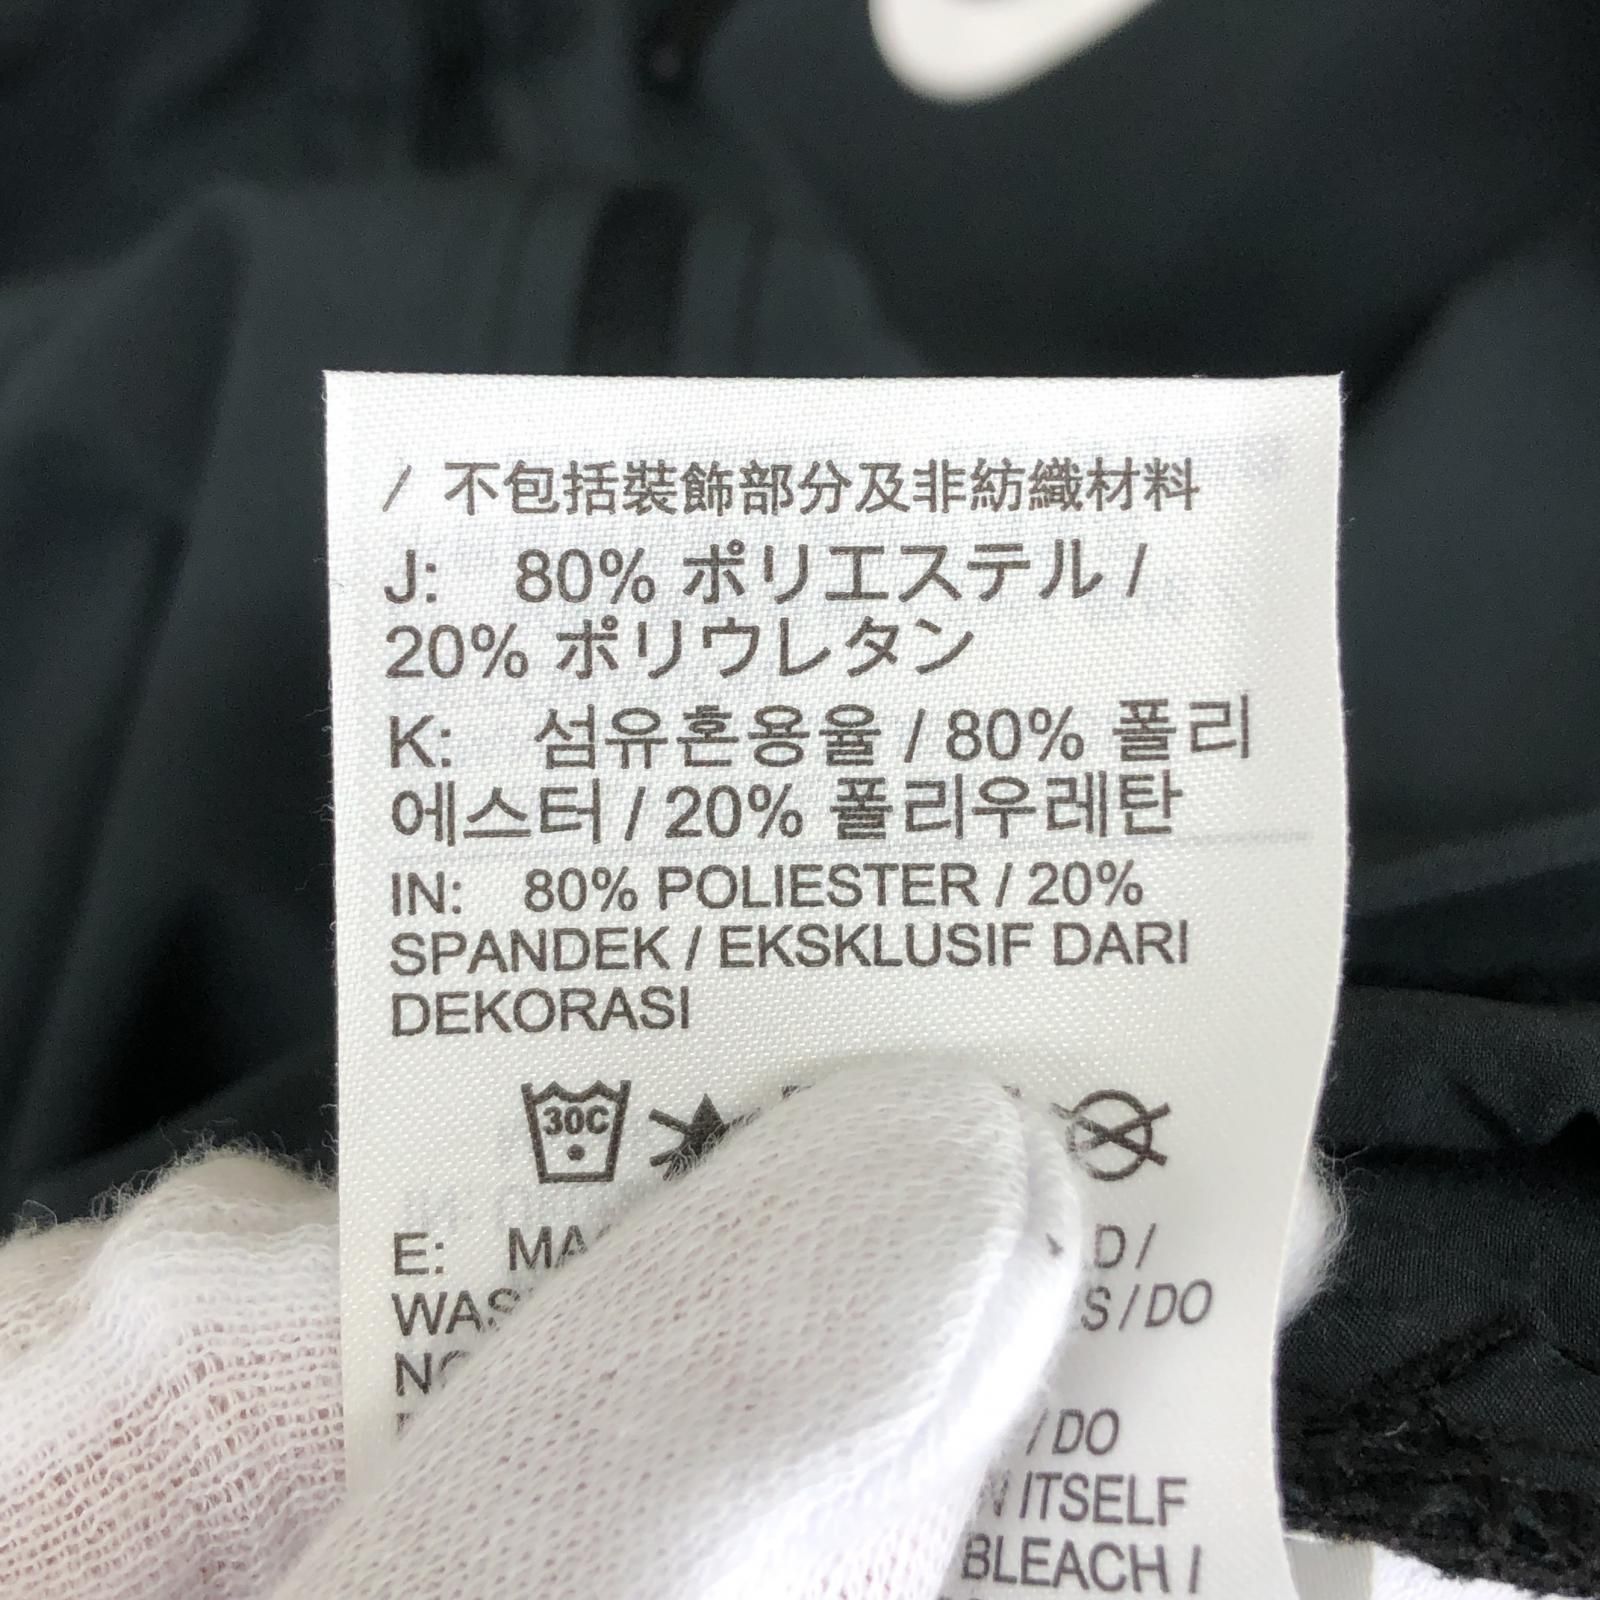 / 不包括裝飾部分及非紡織材料
J: 80% ポリエステル /
20% ポリウレタン
K: 섬유혼용율 / 80% 폴리
에스터 / 20% 폴리우레탄
IN: 80% POLIESTER / 20%
SPANDEK / EKSKLUSIF DARI
DEKORASI
30C
E:
/ DO
/ DO
ITSELF
BLEACH /